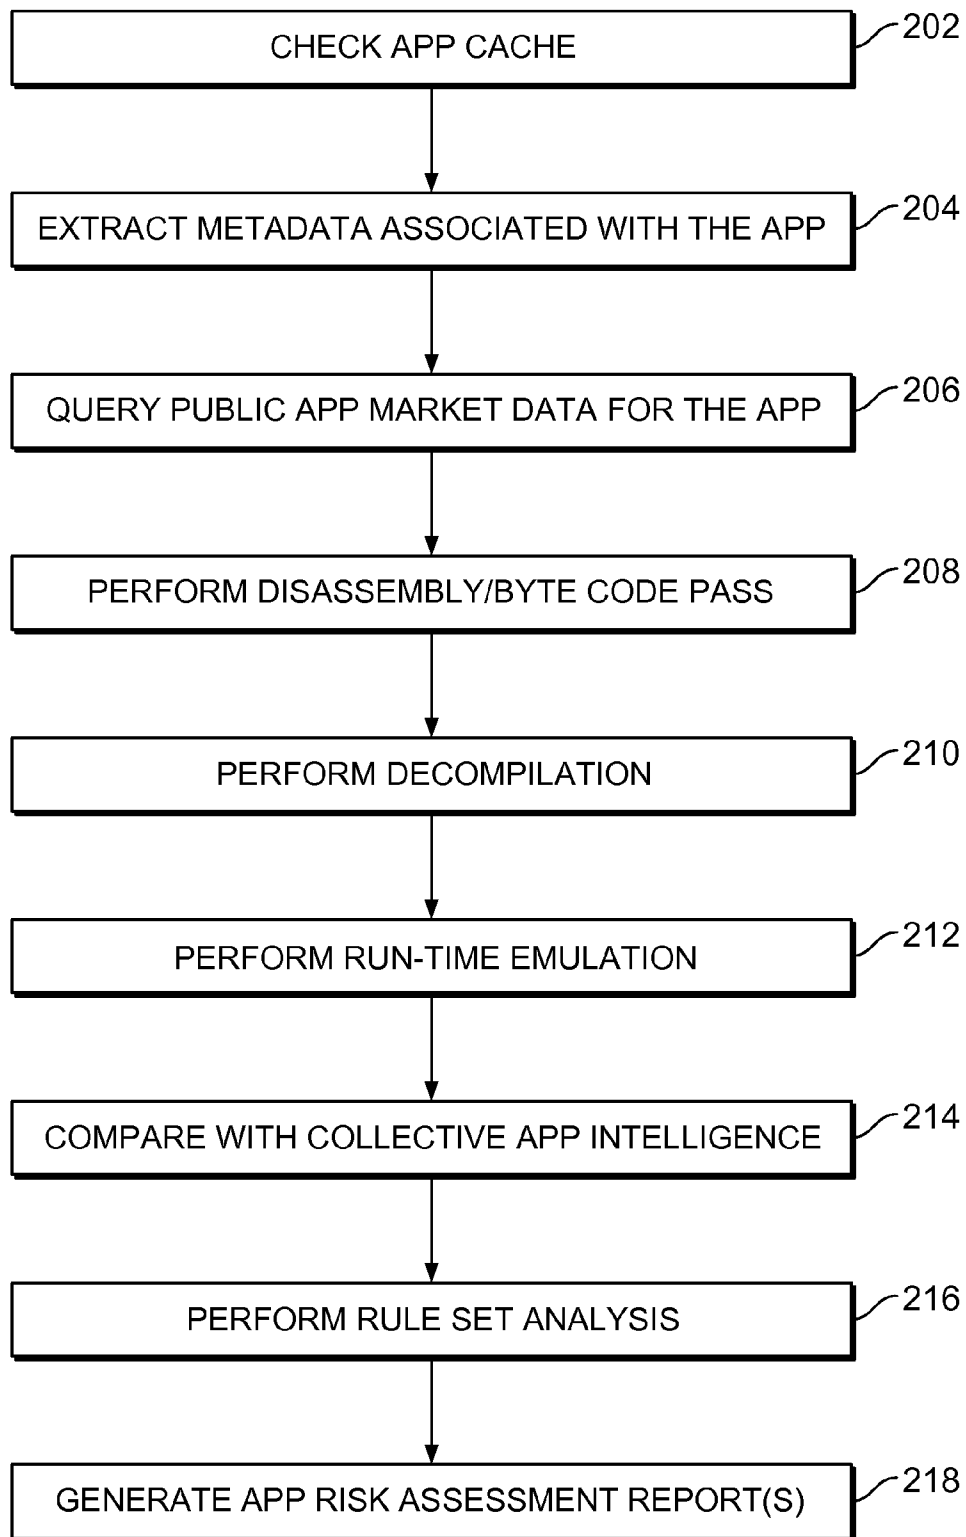 CHECK APP CACHE
202
EXTRACT METADATA ASSOCIATED WITH THE APP
204
QUERY PUBLIC APP MARKET DATA FOR THE APP
206
PERFORM DISASSEMBLY/BYTE CODE PASS
208
PERFORM DECOMPILATION
210
PERFORM RUN-TIME EMULATION
212
COMPARE WITH COLLECTIVE APP INTELLIGENCE
214
PERFORM RULE SET ANALYSIS
216
GENERATE APP RISK ASSESSMENT REPORT(S)
218